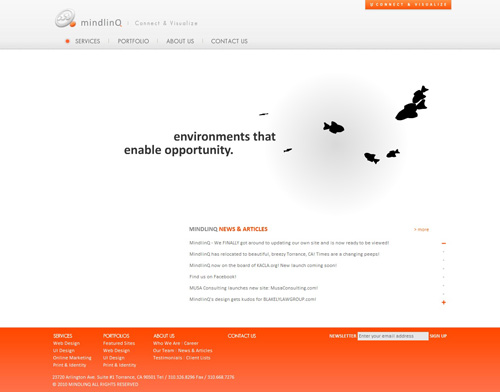 CONNECT & VISUALIZE
mindlinQ | Connect & Visualize
SERVICES | PORTFOLIO | ABOUT US | CONTACT US
environments that
enable opportunity.
MINDLINQ NEWS & ARTICLES
+ more
MindlinQ - We FINALLY got around to updating our own site and is now ready to be viewed!
MindlinQ has relocated to beautiful, breezy Torrance, CA! Times are a changing peeps!
MindlinQ now on the board of KACLA.org! New launch coming soon!
Find us on Facebook!
MUSA Consulting launches new site: MusaConsulting.com!
MindlinQ's design gets kudos for BLAKELYLAWGROUP.com!
SERVICES
Web Design
UI Design
Online Marketing
Print & Identity
PORTFOLIOS
Featured Sites
Web Design
UI Design
Print & Identity
ABOUT US
Who We Are : Career
Our Team : News & Articles
Testimonials : Client Lists
CONTACT US
NEWSLETTER Enter your email address SIGN UP
Arlington Ave. Suite #1 Torrance, CA 90501 Tel / 310.316.8296 Fax / 310.668.7276
© 2010 MINDLINQ ALL RIGHTS RESERVED.